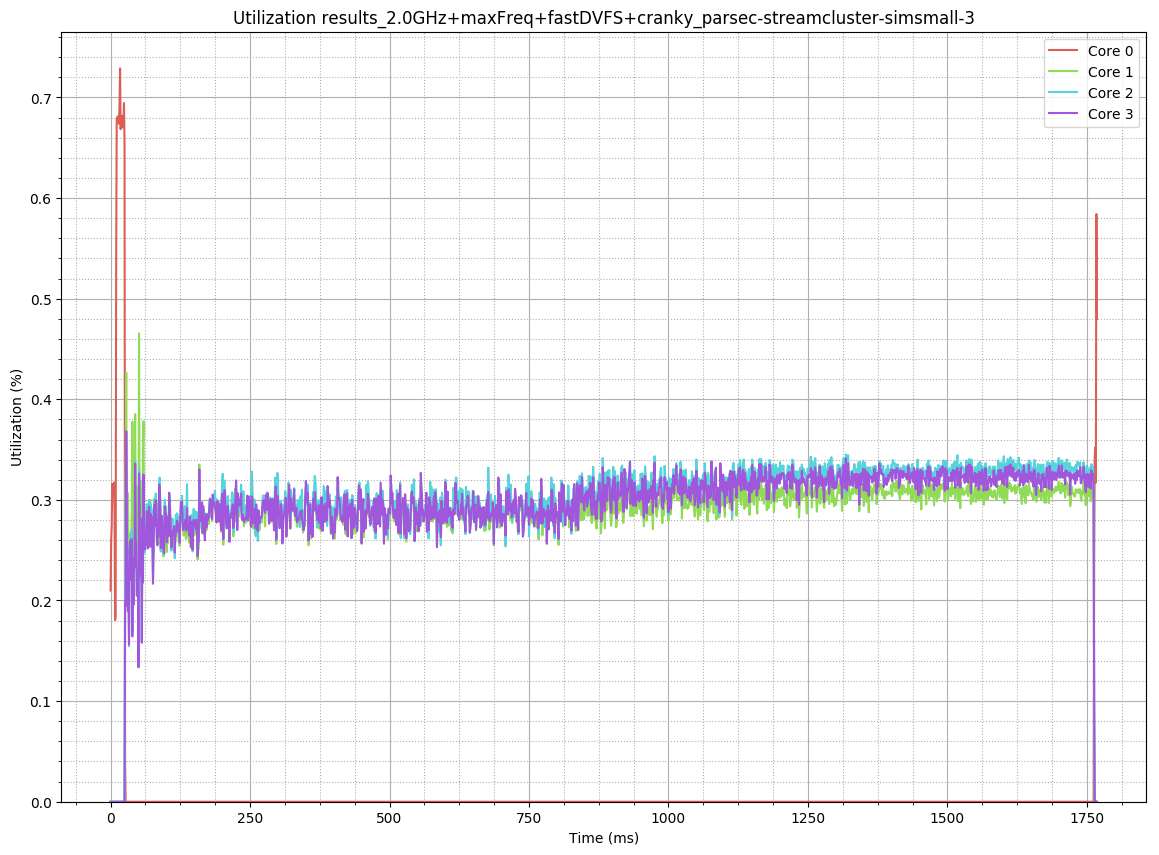 Utilization results_2.0GHz+maxFreq+fastDVFS+cranky_parsec-streamcluster-simsmall-3
Core 0
Core 1
Core 2
Core 3
Utilization (%)
0.7
0.6
0.5
0.4
0.3
0.2
0.1
0.0
0
250
500
750
1000
1250
1500
1750
Time (ms)